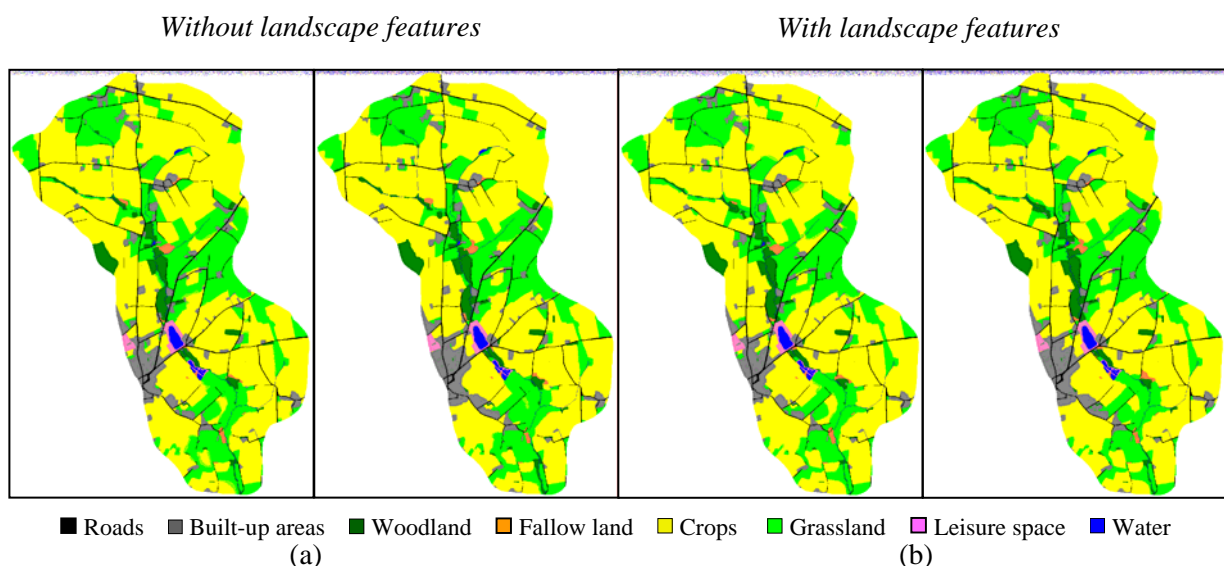 Without landscape features With landscape features
Roads Built-up areas Woodland Fallow land Crops Grassland Leisure space Water
(a) (b)